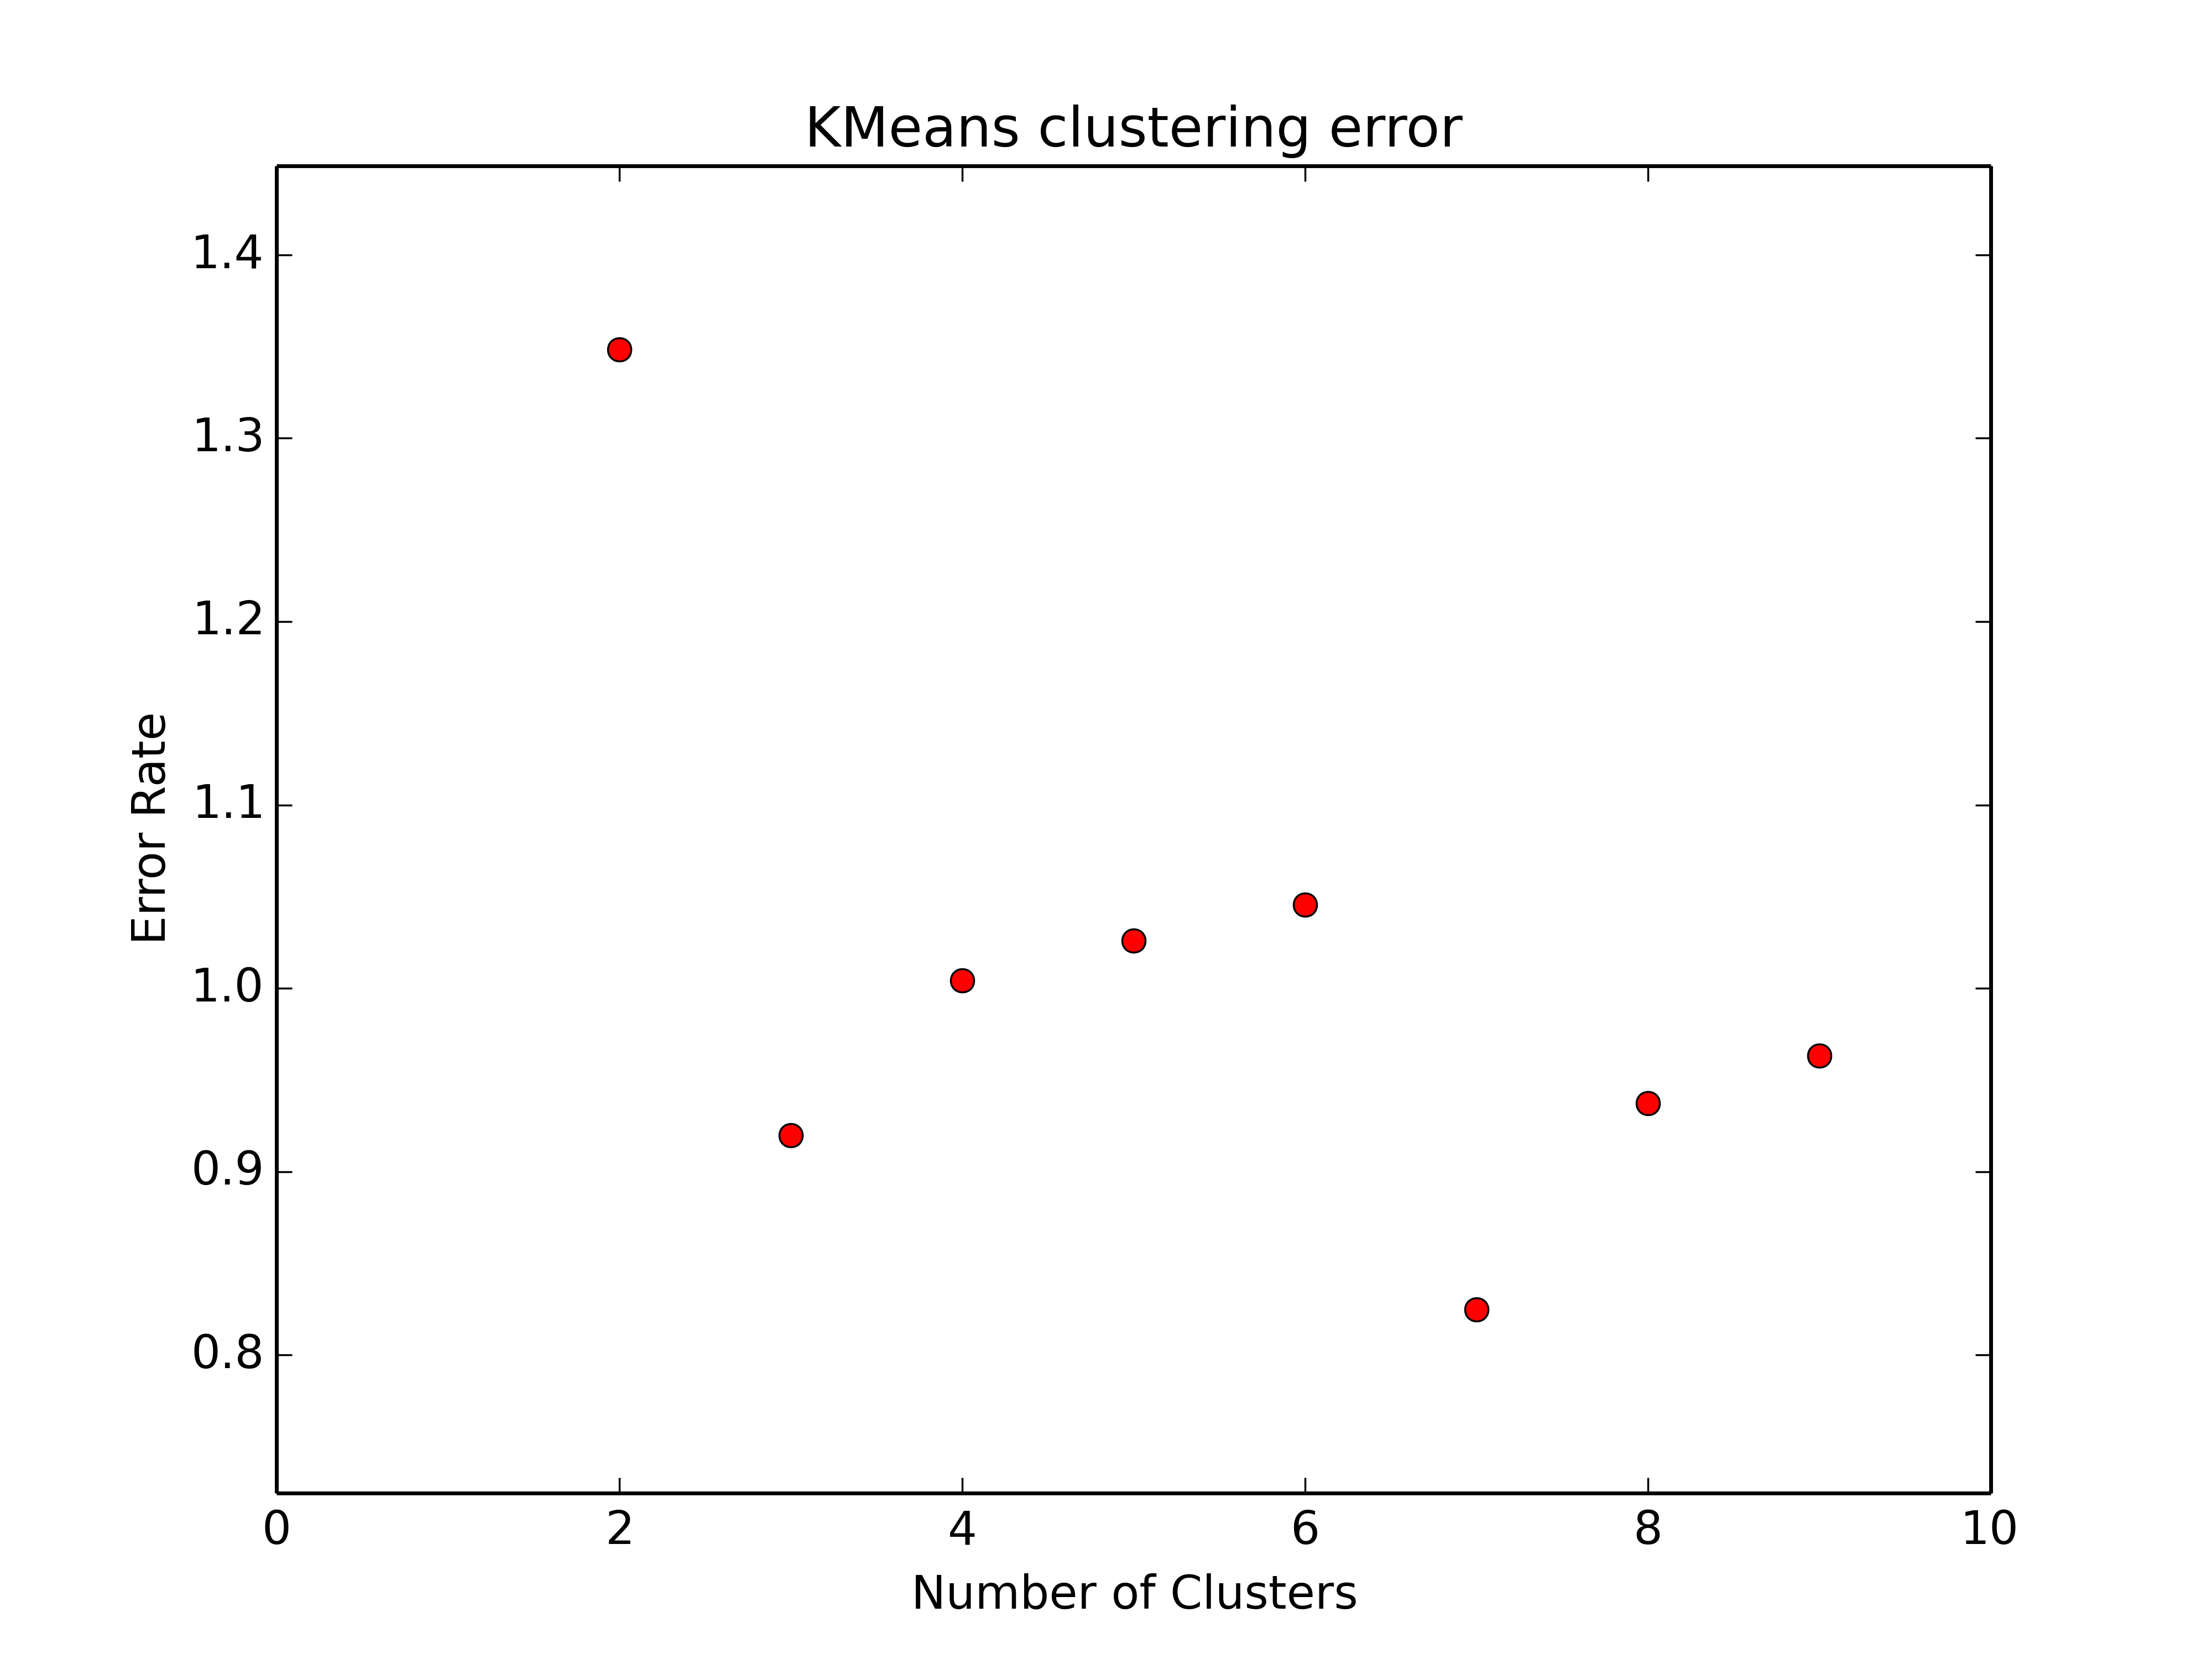 KMeans clustering error
1.4
1.3
1.2
1.1
1.0
0.9
0.8
Error Rate
0 2 4 6 8 10
Number of Clusters